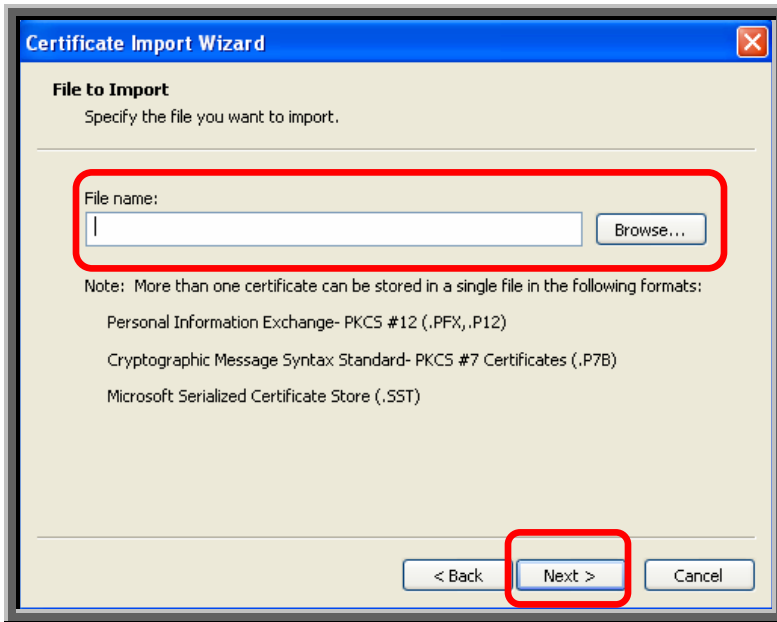 Certificate Import Wizard
File to Import
Specify the file you want to import.
File name:
Browse...
Note: More than one certificate can be stored in a single file in the following formats:
Personal Information Exchange- PKCS #12 (.PFX,.P12)
Cryptographic Message Syntax Standard- PKCS #7 Certificates (.P7B)
Microsoft Serialized Certificate Store (.SST)
< Back Next > Cancel